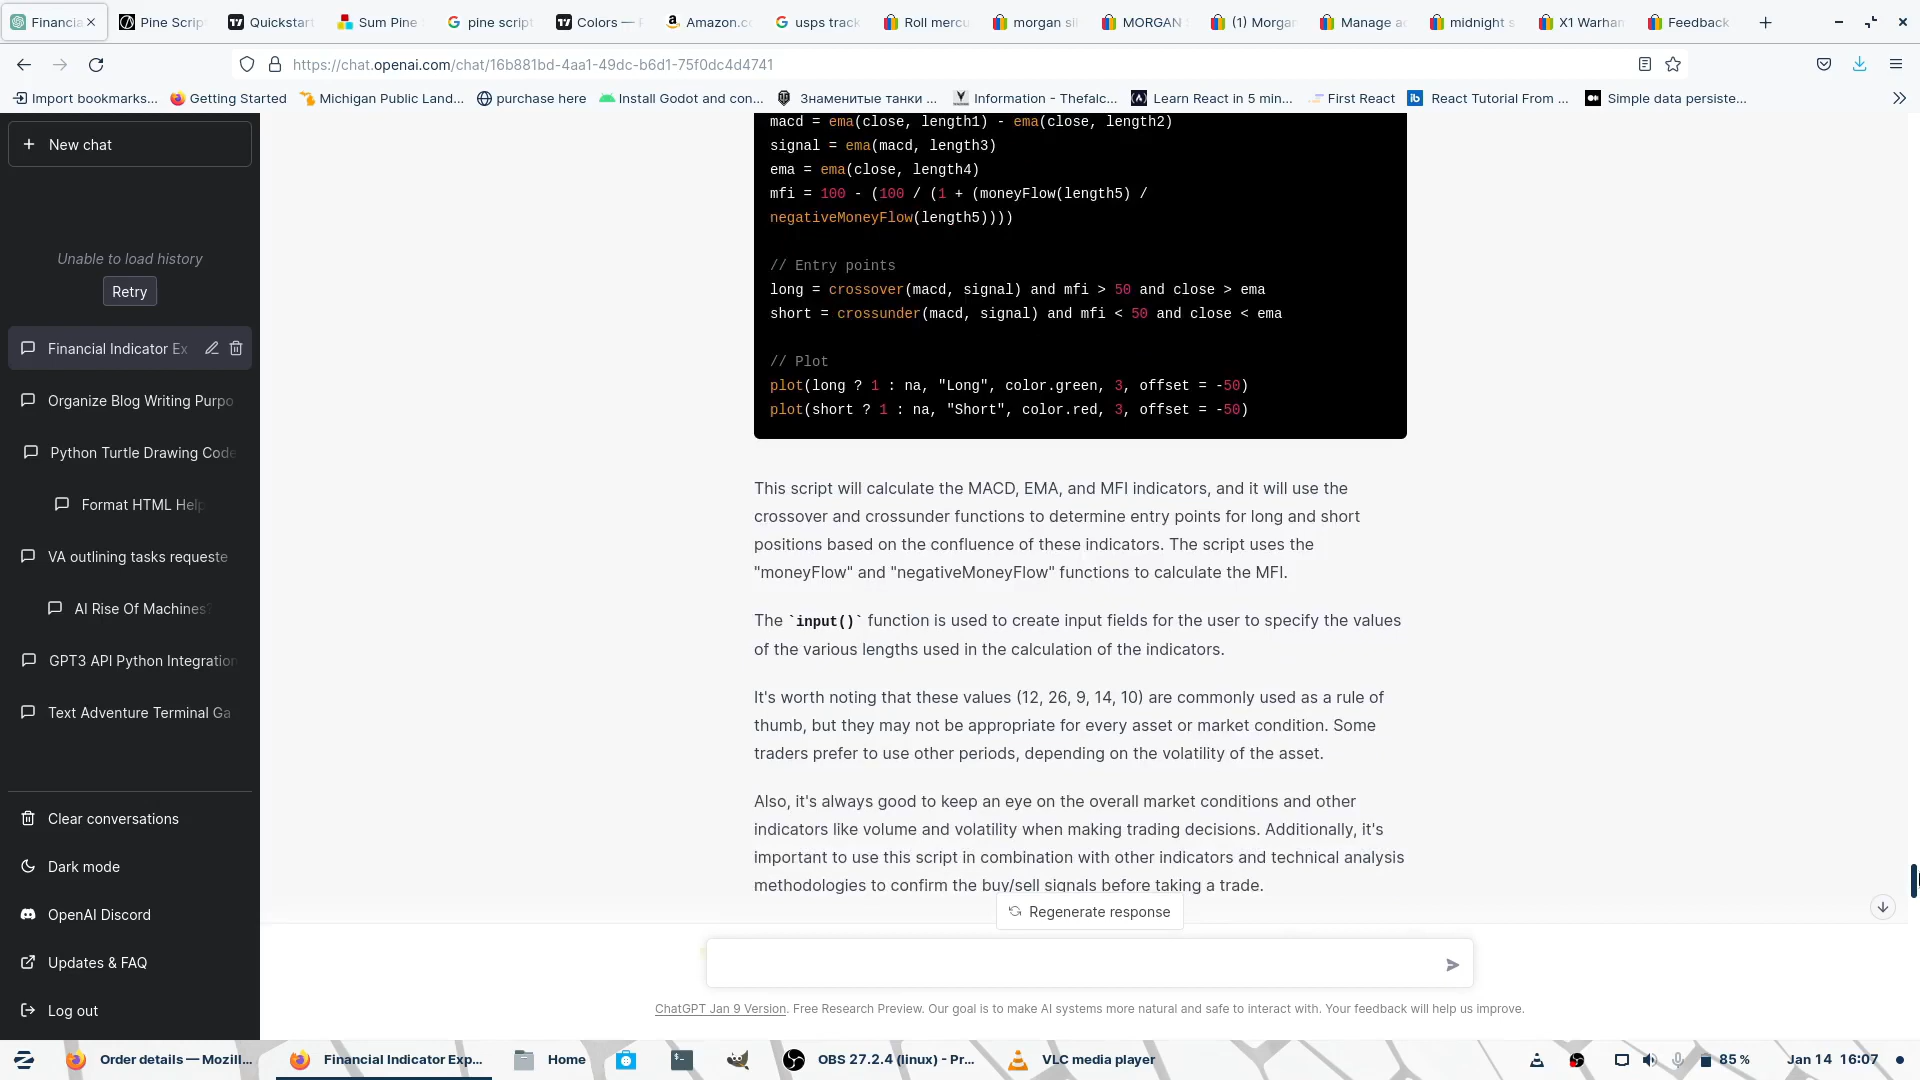 Financia
Pine Scrip
Quickstart
Sum Pine
pine script
Colors —
Amazon.co
usps track
Roll mercu
morgan sil
MORGAN
(1) Morgan
Manage a
midnight s
X1 Warham
Feedback
https://chat.openai.com/chat/16b881bd-4aa1-49dc-b6d1-75f0dc4d4741
Import bookmarks...
Getting Started
Michigan Public Land...
purchase here
Install Godot and con...
Знаменитые танки ...
Information - Thefalc...
Learn React in 5 min...
First React
React Tutorial From ...
Simple data persiste...
New chat
Unable to load history
Retry
Financial Indicator Ex
Organize Blog Writing Purpo
Python Turtle Drawing Code
Format HTML Help
VA outlining tasks requeste
AI Rise Of Machines?
GPT3 API Python Integration
Text Adventure Terminal Ga
Clear conversations
Dark mode
OpenAI Discord
Updates & FAQ
Log out
macd = ema(close, length1) - ema(close, length2)
signal = ema(macd, length3)
ema = ema(close, length4)
mfi = 100 - (100 / (1 + (moneyFlow(length5) /
negativeMoneyFlow(length5))))
// Entry points
long = crossover(macd, signal) and mfi > 50 and close > ema
short = crossunder(macd, signal) and mfi < 50 and close < ema
// Plot
plot(long ? 1 : na, "Long", color.green, 3, offset = -50)
plot(short ? 1 : na, "Short", color.red, 3, offset = -50)
This script will calculate the MACD, EMA, and MFI indicators, and it will use the
crossover and crossunder functions to determine entry points for long and short
positions based on the confluence of these indicators. The script uses the
"moneyFlow" and "negativeMoneyFlow" functions to calculate the MFI.
The `input()` function is used to create input fields for the user to specify the values
of the various lengths used in the calculation of the indicators.
It's worth noting that these values (12, 26, 9, 14, 10) are commonly used as a rule of
thumb, but they may not be appropriate for every asset or market condition. Some
traders prefer to use other periods, depending on the volatility of the asset.
Also, it's always good to keep an eye on the overall market conditions and other
indicators like volume and volatility when making trading decisions. Additionally, it's
important to use this script in combination with other indicators and technical analysis
methodologies to confirm the buy/sell signals before taking a trade.
Regenerate response
ChatGPT Jan 9 Version. Free Research Preview. Our goal is to make AI systems more natural and safe to interact with. Your feedback will help us improve.
Order details — Mozill...
Financial Indicator Exp...
Home
OBS 27.2.4 (linux) - Pr...
VLC media player
85 %
Jan 14 16:07